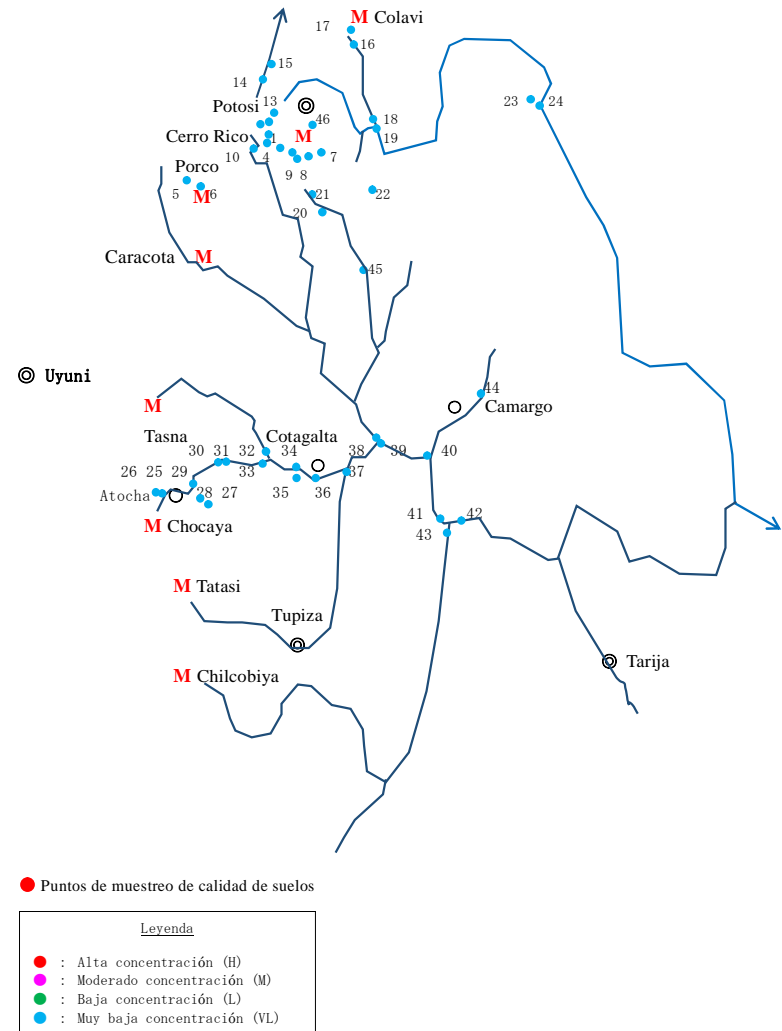 17 M Colavi
16
15
14
13
Potosi
23 24
46
18
Cerro Rico 1 M 19
10 4 7
9 8
Porco
5 6 21 22
M 20
Caracota M
45
Uyuni
44
M Camargo
Tasna Cotagalta
30 31 32 34 38 39 40
26 25 29 33 37
Atocha 28 27 35 36
41 42
M Chocaya 43
M Tatasi
Tupiza
Tarija
M Chilcobiya
Puntos de muestreo de calidad de suelos
Leyenda
: Alta concentración (H)
: Moderado concentración (M)
: Baja concentración (L)
: Muy baja concentración (VL)